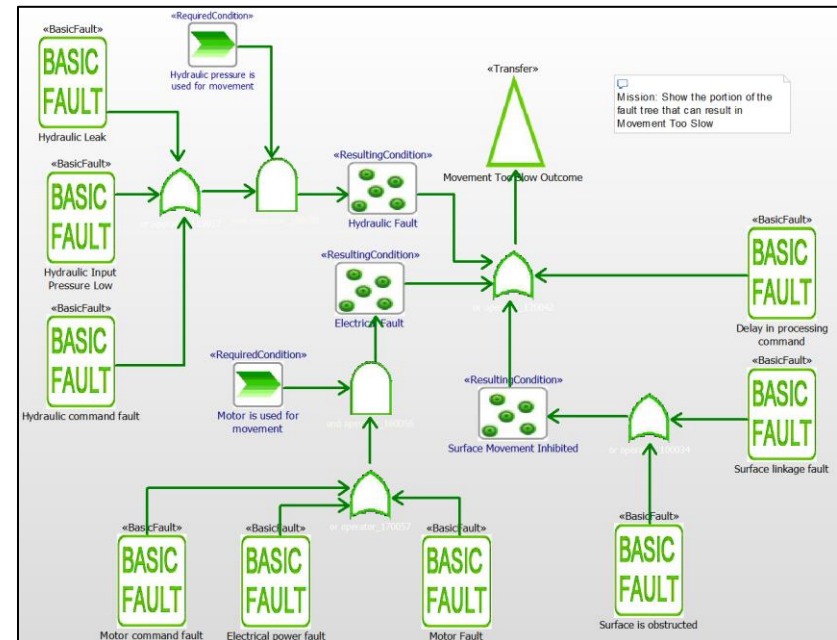 «BasicFault»
BASIC
FAULT
Hydraulic Leak
«RequiredCondition»
Hydraulic pressure is
used for movement
«Transfer»
Movement Too Slow Outcome
Mission: Show the portion of the
fault tree that can result in
Movement Too Slow
«BasicFault»
BASIC
FAULT
Hydraulic Input
Pressure Low
«ResultingCondition»
Hydraulic Fault
«BasicFault»
BASIC
FAULT
Delay in processing
command
«ResultingCondition»
Electrical Fault
BASIC
FAULT
Hydraulic command fault
«RequiredCondition»
Motor is used for
movement
«ResultingCondition»
Surface Movement Inhibited
BASIC
FAULT
Surface linkage fault
«BasicFault»
BASIC
FAULT
Motor command fault
«BasicFault»
BASIC
FAULT
Electrical power fault
«BasicFault»
BASIC
FAULT
Motor Fault
«BasicFault»
BASIC
FAULT
Surface is obstructed